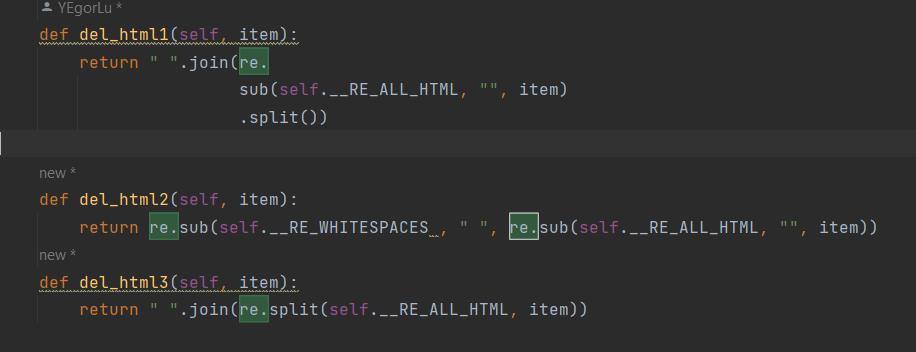 YEgorLu *
def del_html1(self, item):
    return " ".join(re.
                    sub(self.__RE_ALL_HTML, "", item)
                    .split())
new *
def del_html2(self, item):
    return re.sub(self.__RE_WHITESPACES_, " ", re.sub(self.__RE_ALL_HTML, "", item))
new *
def del_html3(self, item):
    return " ".join(re.split(self.__RE_ALL_HTML, item))